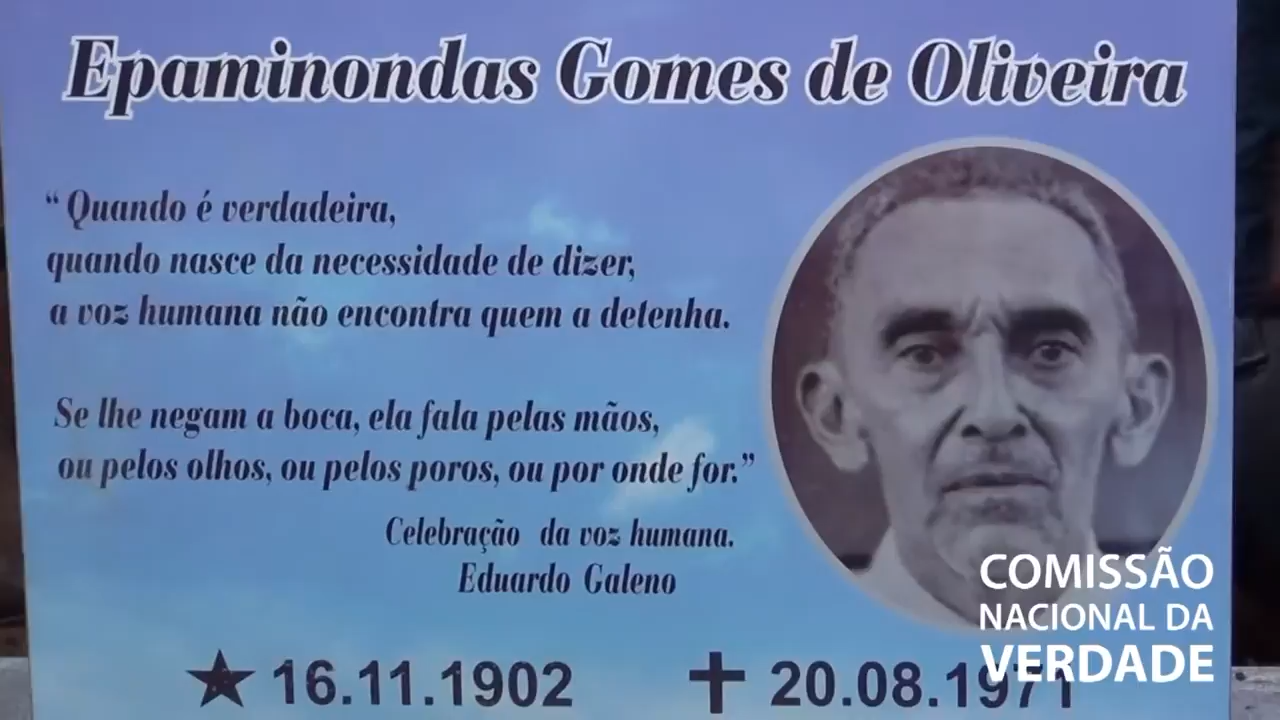 Epaminondas Gomes de Oliveira
“Quando é verdadeira,
quando nasce da necessidade de dizer,
a voz humana não encontra quem a detenha.
Se lhe negam a boca, ela fala pelas mãos,
ou pelos olhos, ou pelos poros, ou por onde for.”
Celebração da voz humana.
Eduardo Galeno
16.11.1902
20.08.1971
COMISSÃO
NACIONAL DA
VERDADE